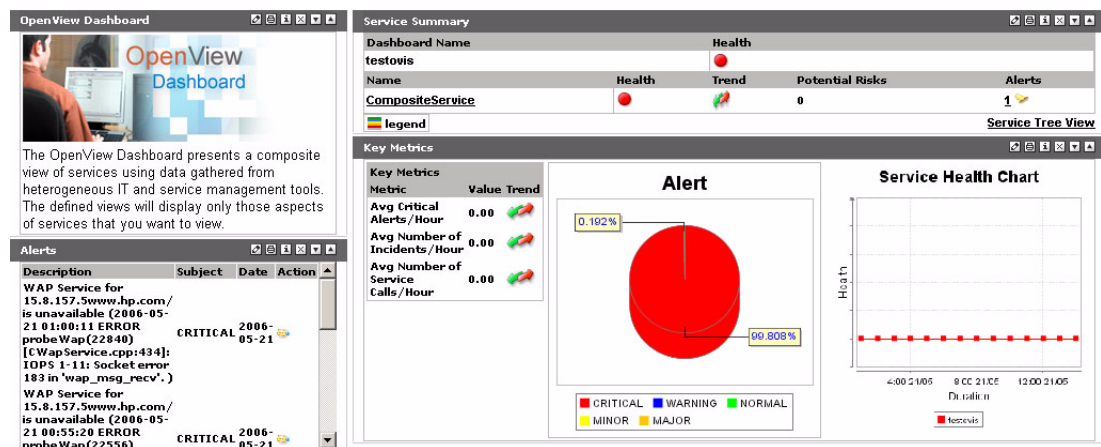 OpenView Dashboard
OpenView
Dashboard
The OpenView Dashboard presents a composite
view of services using data gathered from
heterogeneous IT and service management tools.
The defined views will display only those aspects
of services that you want to view.
Alerts
Description Subject Date Action
WAP Service for
15.8.157.5www.hp.com/
is unavailable (2006-05-
21 01:00:11 ERROR
probeWap(22840)
[CWapService.cpp:434]:
IOPS 1-11: Socket error
183 in 'wap_msg_recv'. )
CRITICAL 2006-
05-21
WAP Service for
15.8.157.5www.hp.com/
is unavailable (2006-05-
21 00:55:20 ERROR
probeWap(22556)
CRITICAL 2006-
05-21
Service Summary
Dashboard Name Health
testovis
Name Health Trend Potential Risks Alerts
CompositeService 0 1
legend Service Tree View
Key Metrics
Key Metrics
Metric Value Trend
Avg Critical
Alerts/Hour 0.00
Avg Number of
Incidents/Hour 0.00
Avg Number of
Service
Calls/Hour 0.00
Alert
0.192%
99.808%
CRITICAL WARNING NORMAL
MINOR MAJOR
Service Health Chart
Health
4:00 21/05 8:00 21/05 12:00 21/05
Duration
testovis